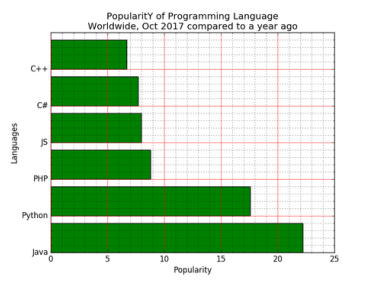 PopularitY of Programming Language
Worldwide, Oct 2017 compared to a year ago
C++
C#
JS
PHP
Python
Java
Languages
0 5 10 15 20 25
Popularity